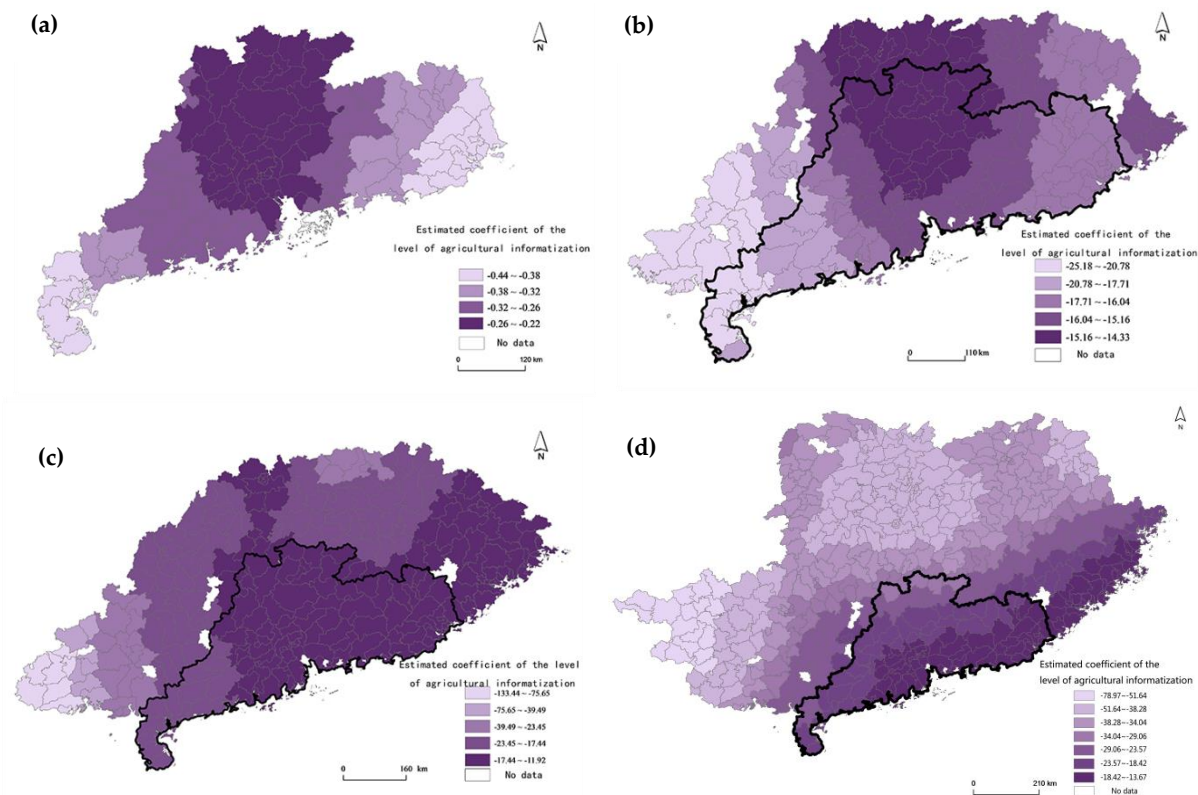 (a)
N
Estimated coefficient of the
level of agricultural informatization
-0.44～-0.38
-0.38～-0.32
-0.32～-0.26
-0.26～-0.22
No data
0 120 km
(b)
N
Estimated coefficient of the
level of agricultural informatization
-25.18～-20.78
-20.78～-17.71
-17.71～-16.04
-16.04～-15.16
-15.16～-14.33
No data
0 110 km
(c)
N
Estimated coefficient of the level
of agricultural informatization
-133.44～-75.65
-75.65～-39.49
-39.49～-23.45
-23.45～-17.44
-17.44～-11.92
No data
0 160 km
(d)
N
Estimated coefficient of the
level of agricultural informatization
-78.97～-51.64
-51.64～-38.28
-38.28～-34.04
-34.04～-29.06
-29.06～-23.57
-23.57～-18.42
-18.42～-13.67
No data
0 210 km